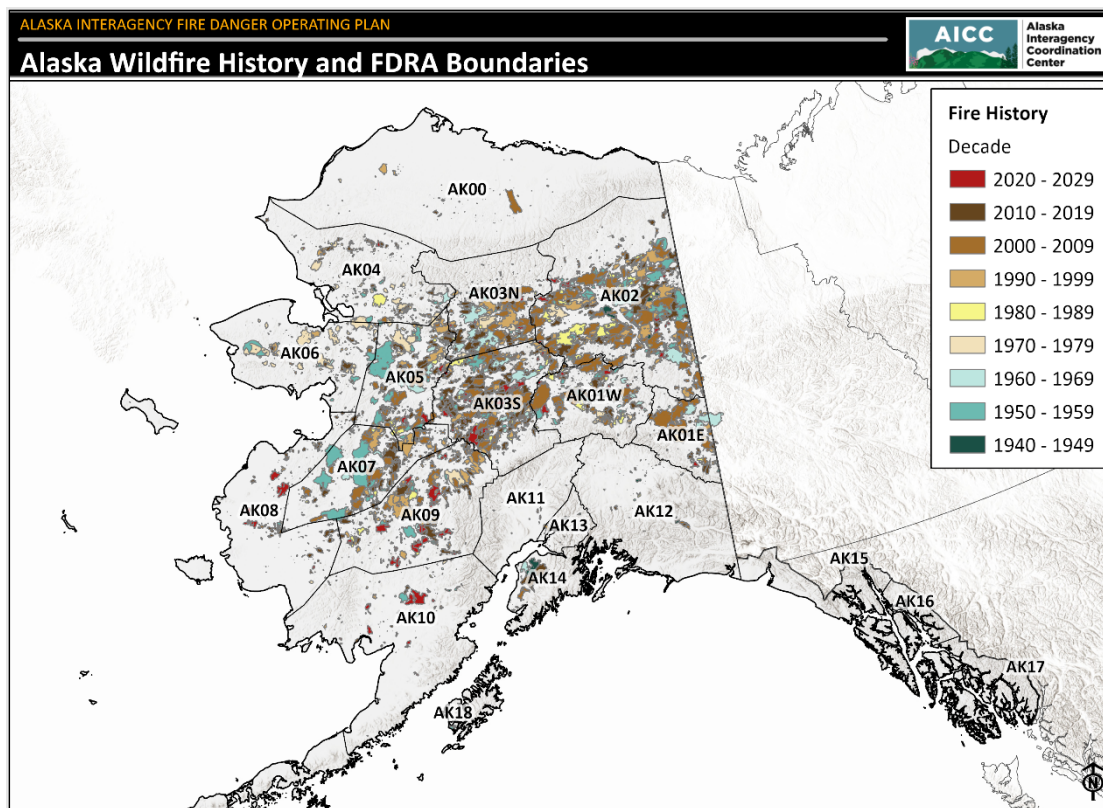 ALASKA INTERAGENCY FIRE DANGER OPERATING PLAN
Alaska Wildfire History and FDRA Boundaries
AICC
Alaska
Interagency
Coordination
Center
Fire History
Decade
2020 - 2029
2010 - 2019
2000 - 2009
1990 - 1999
1980 - 1989
1970 - 1979
1960 - 1969
1950 - 1959
1940 - 1949
AK00
AK04
AK03N
AK02
AK06
AK05
AK03S
AK01W
AK01E
AK07
AK08
AK09
AK11
AK12
AK13
AK14
AK10
AK15
AK16
AK17
AK18
N